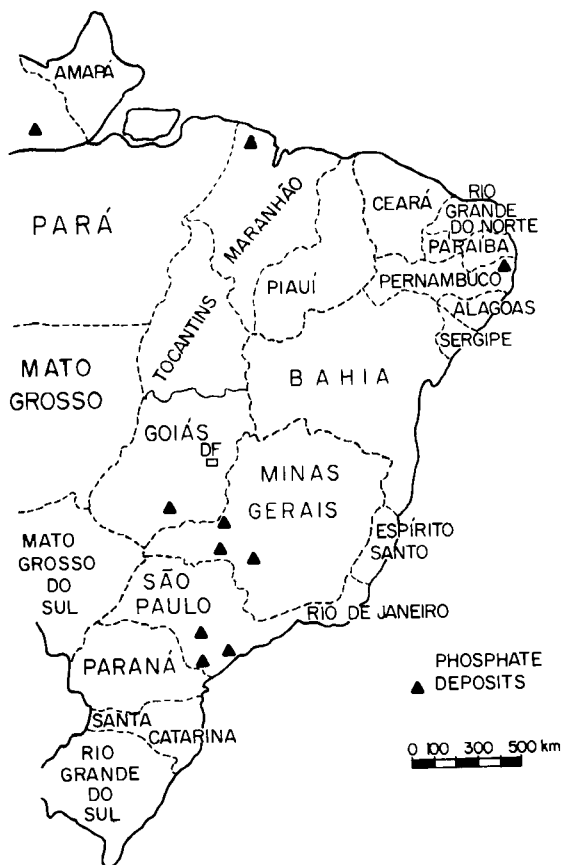 AMAPÁ
PARÁ
MARANHÃO
CEARÁ
RIO
GRANDE
DO NORTE
PARAÍBA
PIAUÍ
PERNAMBUCO
ALAGOAS
SERGIPE
TOCANTINS
MATO
GROSSO
BAHIA
GOIÁS
DF
MINAS
GERAIS
ESPÍRITO
SANTO
MATO
GROSSO
DO
SUL
SÃO
PAULO
RIO DE JANEIRO
PARANÁ
PHOSPHATE
DEPOSITS
SANTA
CATARINA
RIO
GRANDE
DO
SUL
0 100 300 500 km